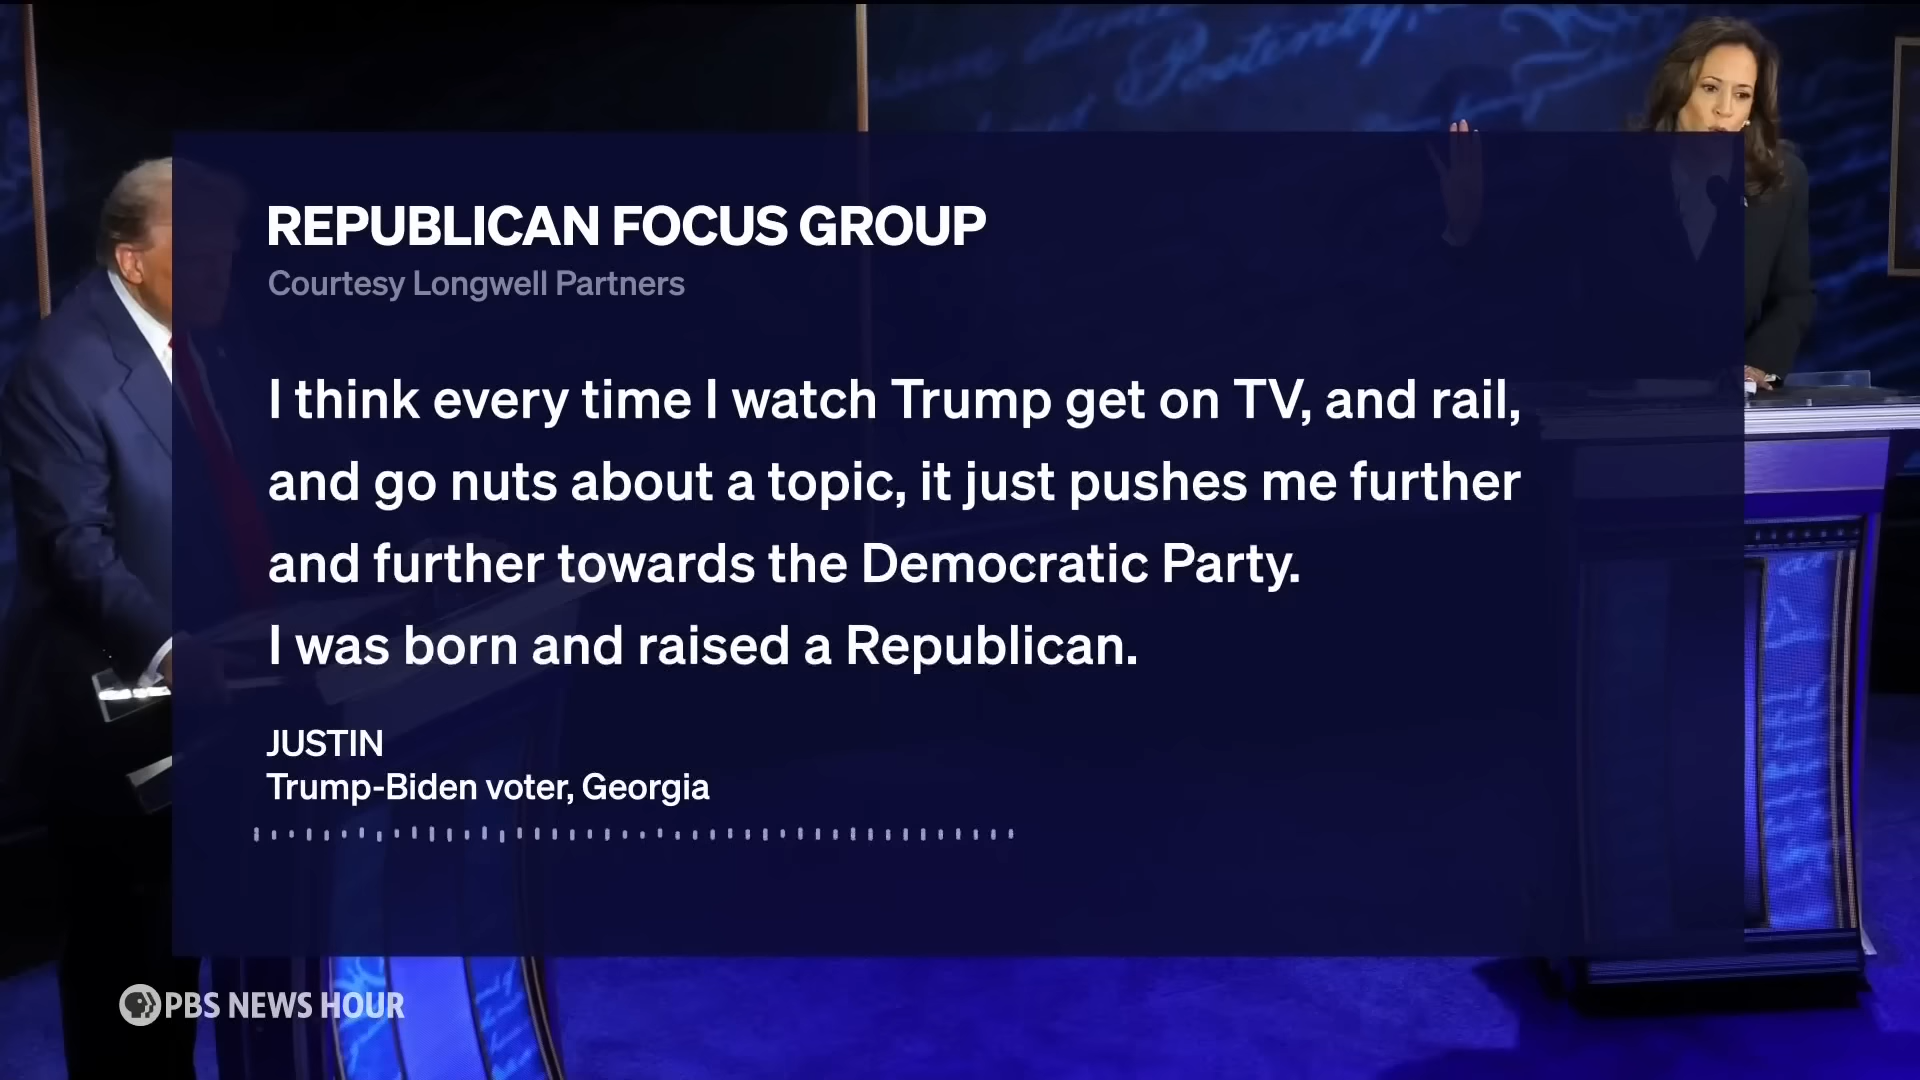 Posterity,
REPUBLICAN FOCUS GROUP
Courtesy Longwell Partners
I think every time I watch Trump get on TV, and rail,
and go nuts about a topic, it just pushes me further
and further towards the Democratic Party.
I was born and raised a Republican.
JUSTIN
Trump-Biden voter, Georgia
PBS NEWS HOUR